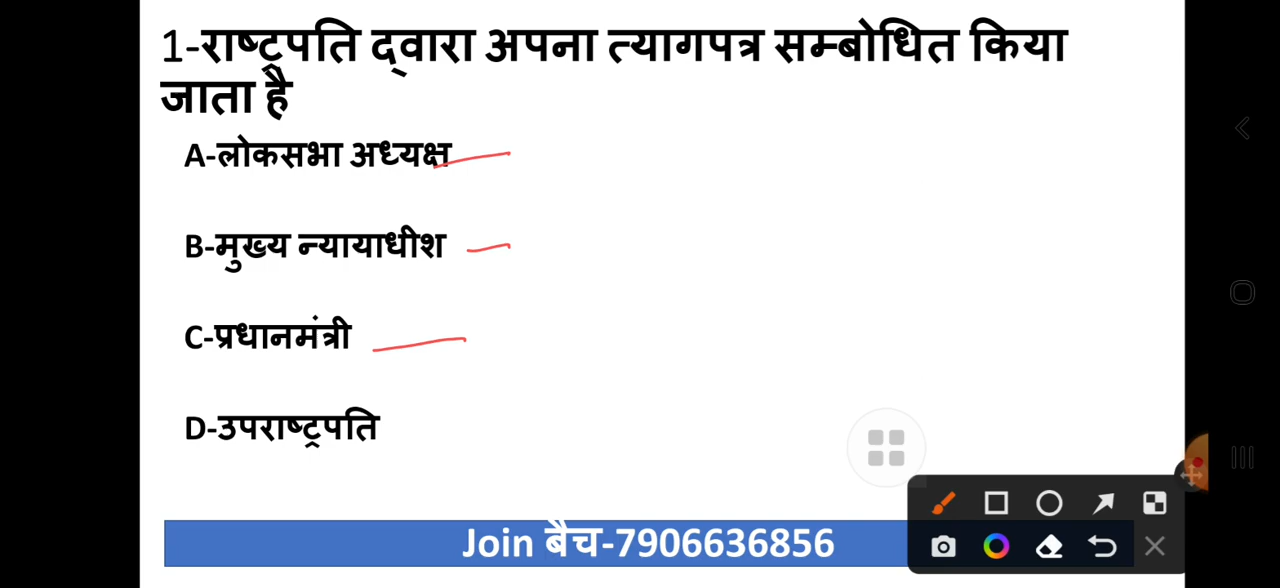 1-राष्ट्रपति द्वारा अपना त्यागपत्र सम्बोधित किया
जाता है
A-लोकसभा अध्यक्ष
B-मुख्य न्यायाधीश
C-प्रधानमंत्री
D-उपराष्ट्रपति
Join बैच-7906636856